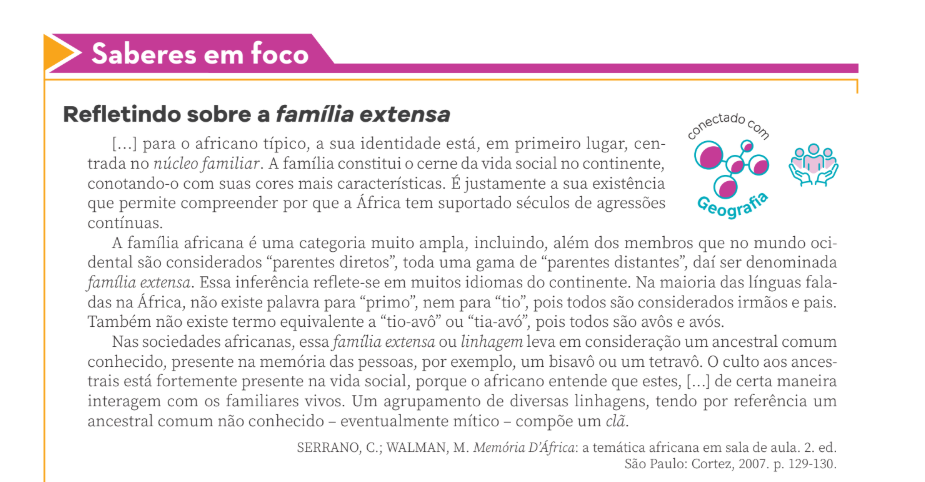 Saberes em foco
Refletindo sobre a família extensa
conectado com
Geografia
[...] para o africano típico, a sua identidade está, em primeiro lugar, cen-
trada no núcleo familiar. A família constitui o cerne da vida social no continente,
conotando-o com suas cores mais características. É justamente a sua existência
que permite compreender por que a África tem suportado séculos de agressões
contínuas.
A família africana é uma categoria muito ampla, incluindo, além dos membros que no mundo oci-
dental são considerados “parentes diretos”, toda uma gama de “parentes distantes”, daí ser denominada
família extensa. Essa inferência reflete-se em muitos idiomas do continente. Na maioria das línguas fala-
das na África, não existe palavra para “primo”, nem para “tio”, pois todos são considerados irmãos e pais.
Também não existe termo equivalente a “tio-avô” ou “tia-avó”, pois todos são avôs e avós.
Nas sociedades africanas, essa família extensa ou linhagem leva em consideração um ancestral comum
conhecido, presente na memória das pessoas, por exemplo, um bisavô ou um tetravô. O culto aos ances-
trais está fortemente presente na vida social, porque o africano entende que estes, [...] de certa maneira
interagem com os familiares vivos. Um agrupamento de diversas linhagens, tendo por referência um
ancestral comum não conhecido – eventualmente mítico – compõe um clã.
SERRANO, C.; WALMAN, M. Memória D’África: a temática africana em sala de aula. 2. ed.
São Paulo: Cortez, 2007. p. 129-130.